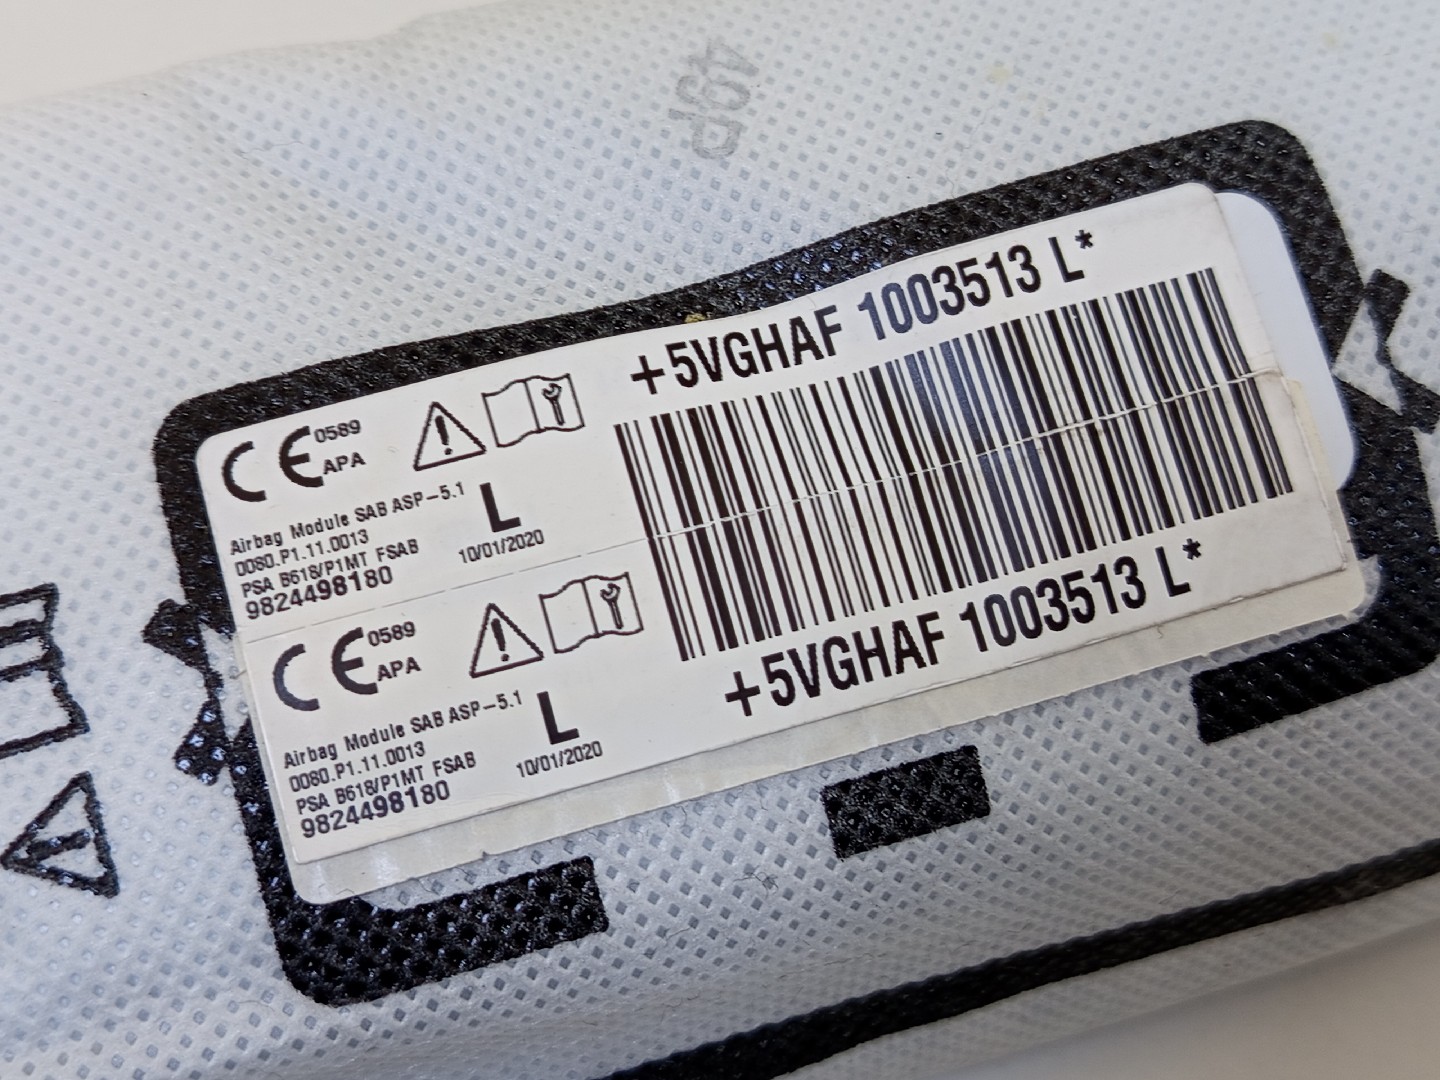 49P
+5VGHAF 1003513 L*
CE 0589
APA
Airbag Module SAB ASP-5.1
0080.P1.11.0013
PSA B618/P1MT FSAB
9824498180
L
10/01/2020
CE 0589
APA
Airbag Module SAB ASP-5.1
0080.P1.11.0013
PSA B618/P1MT FSAB
9824498180
L
10/01/2020
+5VGHAF 1003513 L*